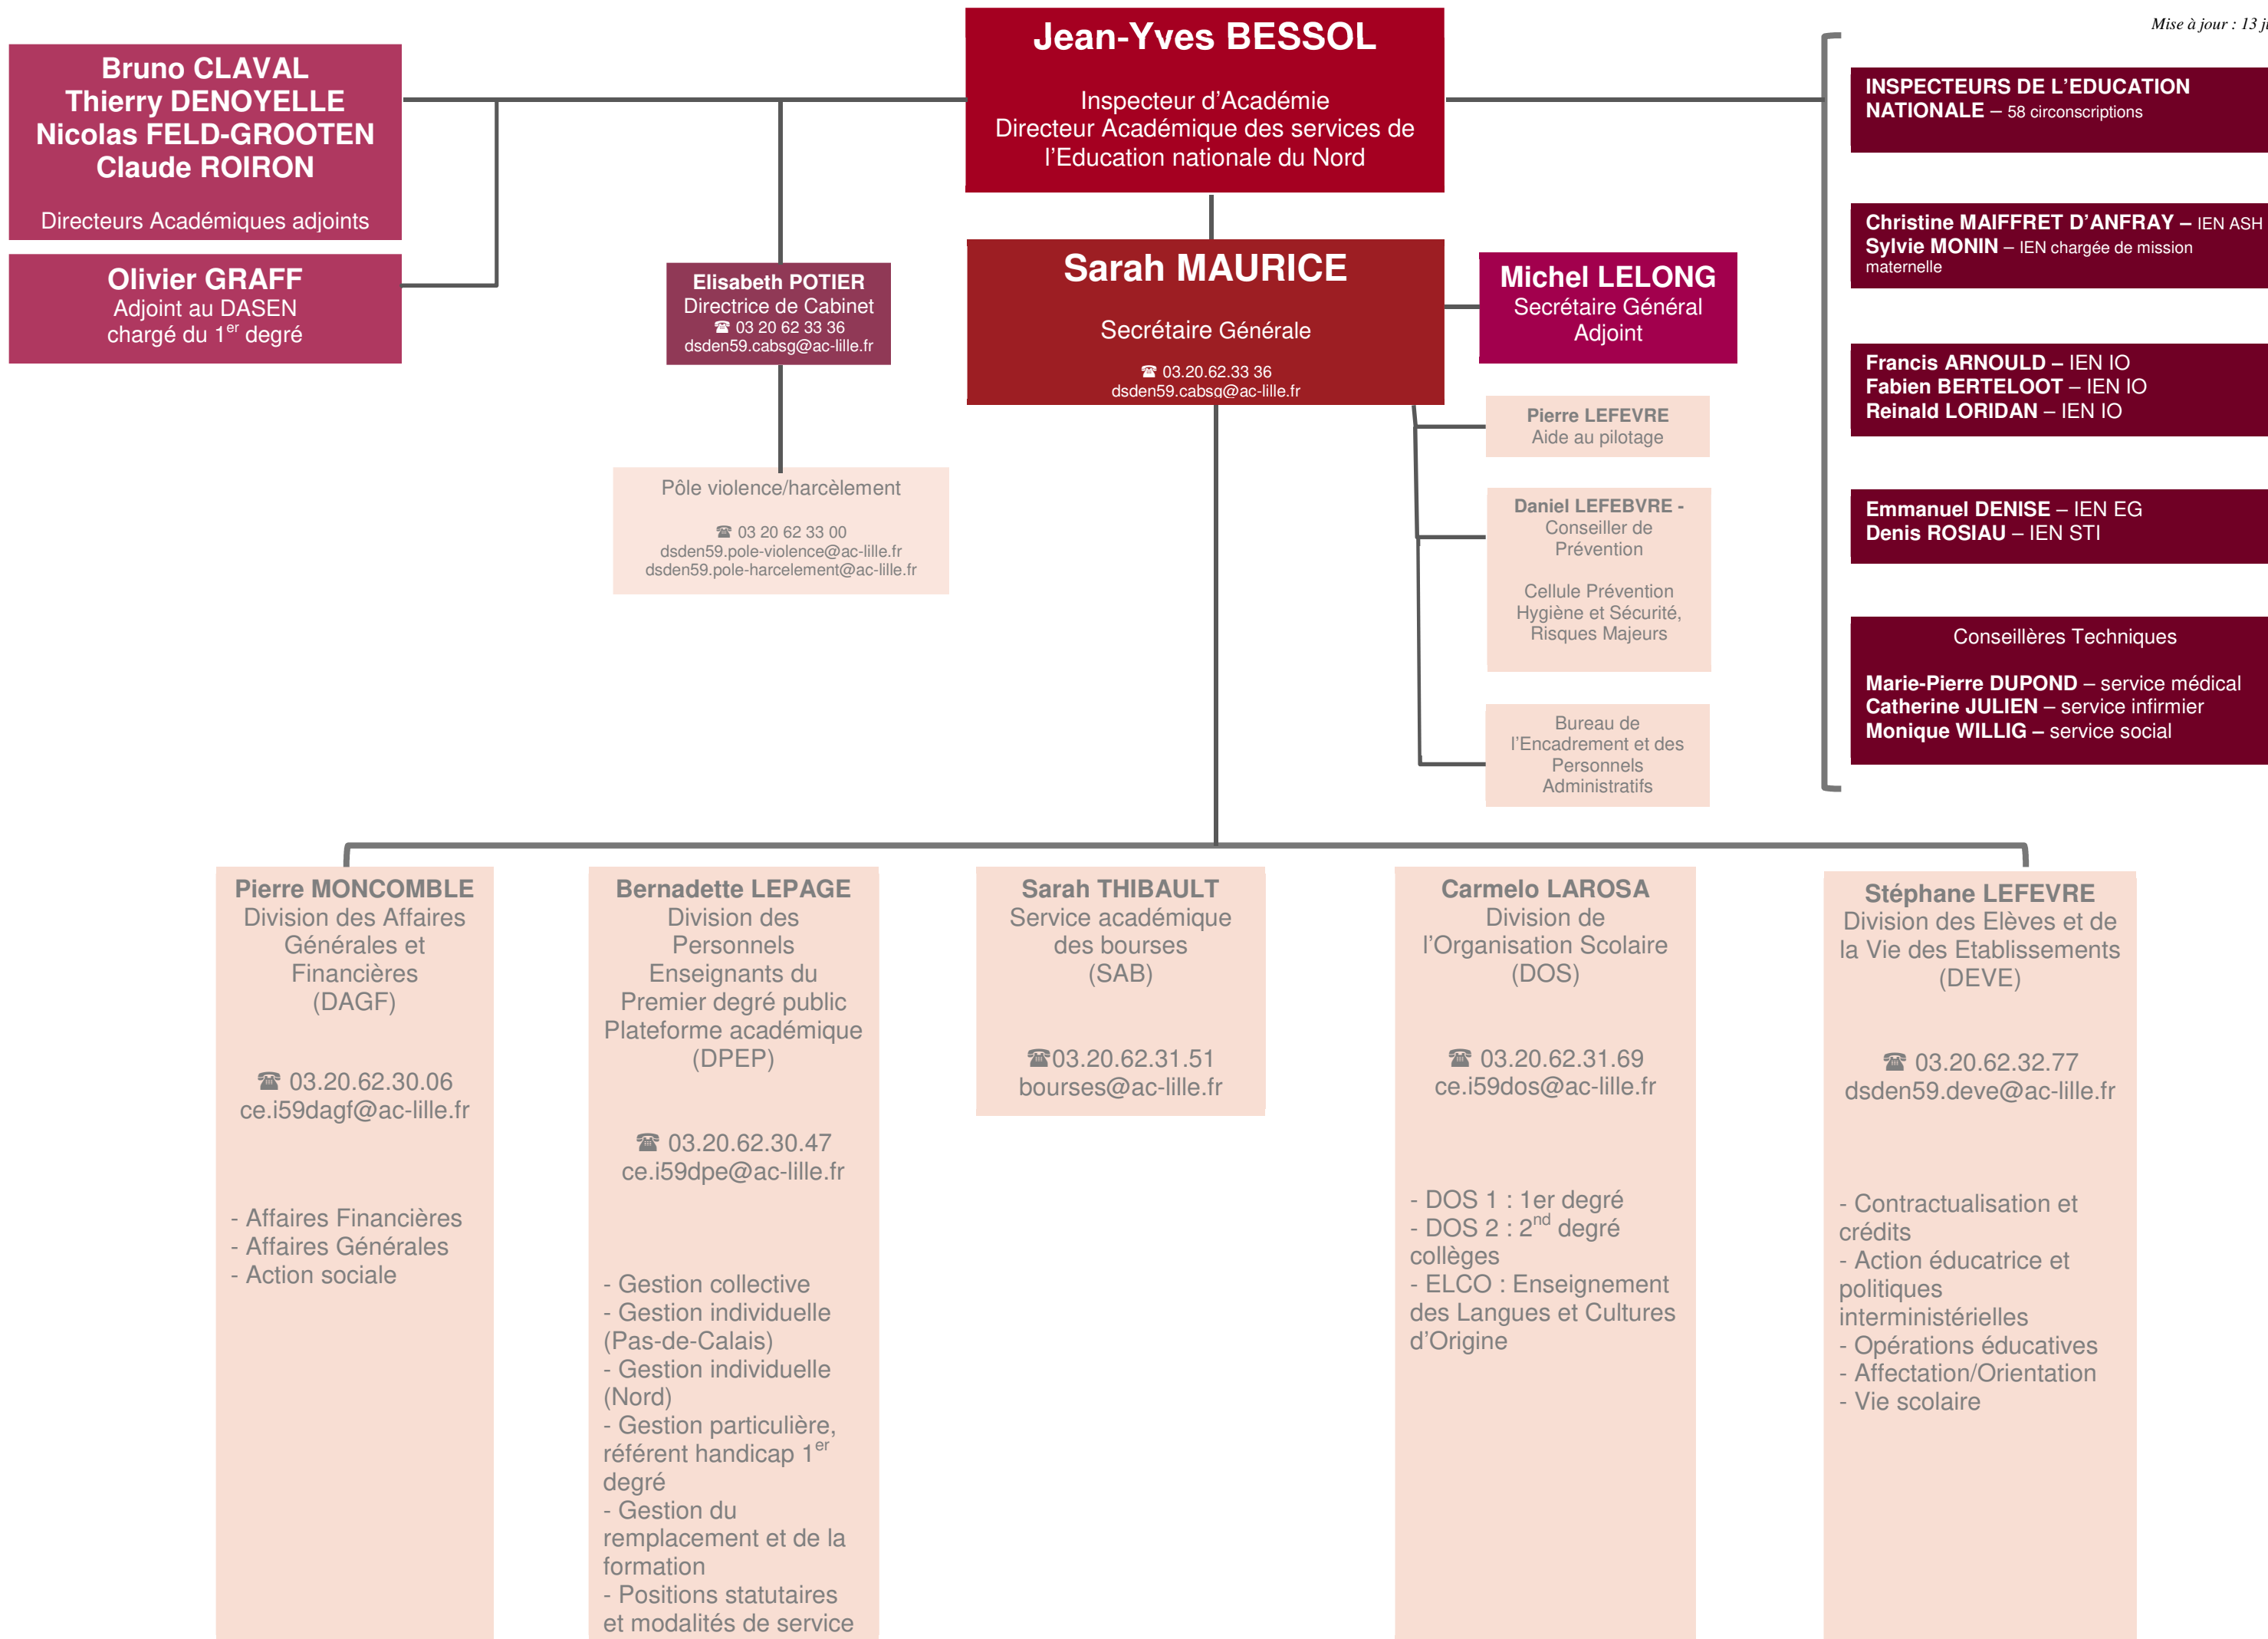 Mise à jour : 13
Jean-Yves BESSOL
Inspecteur d’Académie
Directeur Académique des services de
l’Education nationale du Nord
Bruno CLAVAL
Thierry DENOYELLE
Nicolas FELD-GROOTEN
Claude ROIRON
Directeurs Académiques adjoints
Olivier GRAFF
Adjoint au DASEN
chargé du 1er degré
Elisabeth POTIER
Directrice de Cabinet
☎ 03 20 62 33 36
dsden59.cabsg@ac-lille.fr
Pôle violence/harcèlement
☎ 03 20 62 33 00
dsden59.pole-violence@ac-lille.fr
dsden59.pole-harcelement@ac-lille.fr
Sarah MAURICE
Secrétaire Générale
☎ 03.20.62.33 36
dsden59.cabsg@ac-lille.fr
Michel LELONG
Secrétaire Général
Adjoint
Pierre LEFEVRE
Aide au pilotage
Daniel LEFEBVRE -
Conseiller de
Prévention
Cellule Prévention
Hygiène et Sécurité,
Risques Majeurs
Bureau de
l’Encadrement et des
Personnels
Administratifs
INSPECTEURS DE L’EDUCATION
NATIONALE – 58 circonscriptions
Christine MAIFFRET D’ANFRAY – IEN ASH
Sylvie MONIN – IEN chargée de mission
maternelle
Francis ARNOULD – IEN IO
Fabien BERTELOOT – IEN IO
Reinald LORIDAN – IEN IO
Emmanuel DENISE – IEN EG
Denis ROSIAU – IEN STI
Conseillères Techniques
Marie-Pierre DUPOND – service médical
Catherine JULIEN – service infirmier
Monique WILLIG – service social
Pierre MONCOMBLE
Division des Affaires
Générales et
Financières
(DAGF)
☎ 03.20.62.30.06
ce.i59dagf@ac-lille.fr
- Affaires Financières
- Affaires Générales
- Action sociale
Bernadette LEPAGE
Division des
Personnels
Enseignants du
Premier degré public
Plateforme académique
(DPEP)
☎ 03.20.62.30.47
ce.i59dpe@ac-lille.fr
- Gestion collective
- Gestion individuelle
(Pas-de-Calais)
- Gestion individuelle
(Nord)
- Gestion particulière,
référent handicap 1er
degré
- Gestion du
remplacement et de la
formation
- Positions statutaires
et modalités de service
Sarah THIBAULT
Service académique
des bourses
(SAB)
☎03.20.62.31.51
bourses@ac-lille.fr
Carmelo LAROSA
Division de
l’Organisation Scolaire
(DOS)
☎ 03.20.62.31.69
ce.i59dos@ac-lille.fr
- DOS 1 : 1er degré
- DOS 2 : 2nd degré
collèges
- ELCO : Enseignement
des Langues et Cultures
d’Origine
Stéphane LEFEVRE
Division des Elèves et de
la Vie des Etablissements
(DEVE)
☎ 03.20.62.32.77
dsden59.deve@ac-lille.fr
- Contractualisation et
crédits
- Action éducatrice et
politiques
interministérielles
- Opérations éducatives
- Affectation/Orientation
- Vie scolaire